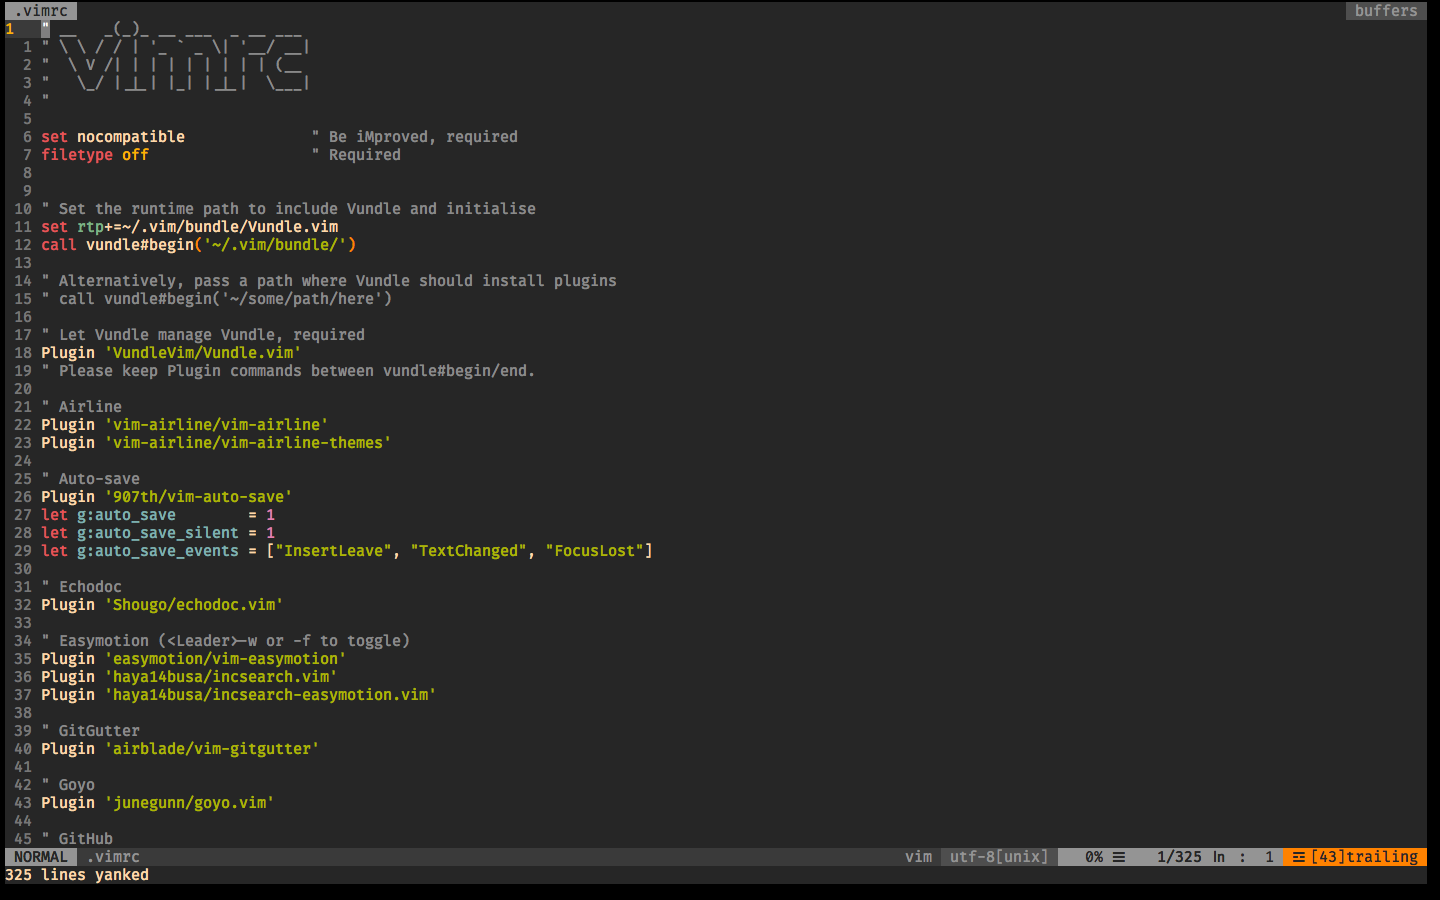 .vimrc buffers
1 " __   _(_)_ __ ___  _ __ ___
1 " \ \ / / | '_ ` _ \| '__/ __|
2 "  \ V /| | | | | | | | | (__
3 "   \_/ |_|_| |_| |_|_|  \___|
4 "
5
6 set nocompatible              " Be iMproved, required
7 filetype off                  " Required
8
9
10 " Set the runtime path to include Vundle and initialise
11 set rtp+=~/.vim/bundle/Vundle.vim
12 call vundle#begin('~/.vim/bundle/')
13
14 " Alternatively, pass a path where Vundle should install plugins
15 " call vundle#begin('~/some/path/here')
16
17 " Let Vundle manage Vundle, required
18 Plugin 'VundleVim/Vundle.vim'
19 " Please keep Plugin commands between vundle#begin/end.
20
21 " Airline
22 Plugin 'vim-airline/vim-airline'
23 Plugin 'vim-airline/vim-airline-themes'
24
25 " Auto-save
26 Plugin '907th/vim-auto-save'
27 let g:auto_save        = 1
28 let g:auto_save_silent = 1
29 let g:auto_save_events = ["InsertLeave", "TextChanged", "FocusLost"]
30
31 " Echodoc
32 Plugin 'Shougo/echodoc.vim'
33
34 " Easymotion (<Leader>-w or -f to toggle)
35 Plugin 'easymotion/vim-easymotion'
36 Plugin 'haya14busa/incsearch.vim'
37 Plugin 'haya14busa/incsearch-easymotion.vim'
38
39 " GitGutter
40 Plugin 'airblade/vim-gitgutter'
41
42 " Goyo
43 Plugin 'junegunn/goyo.vim'
44
45 " GitHub
NORMAL .vimrc vim utf-8[unix] 0% ☰ 1/325 ln : 1 ☲ [43]trailing
325 lines yanked